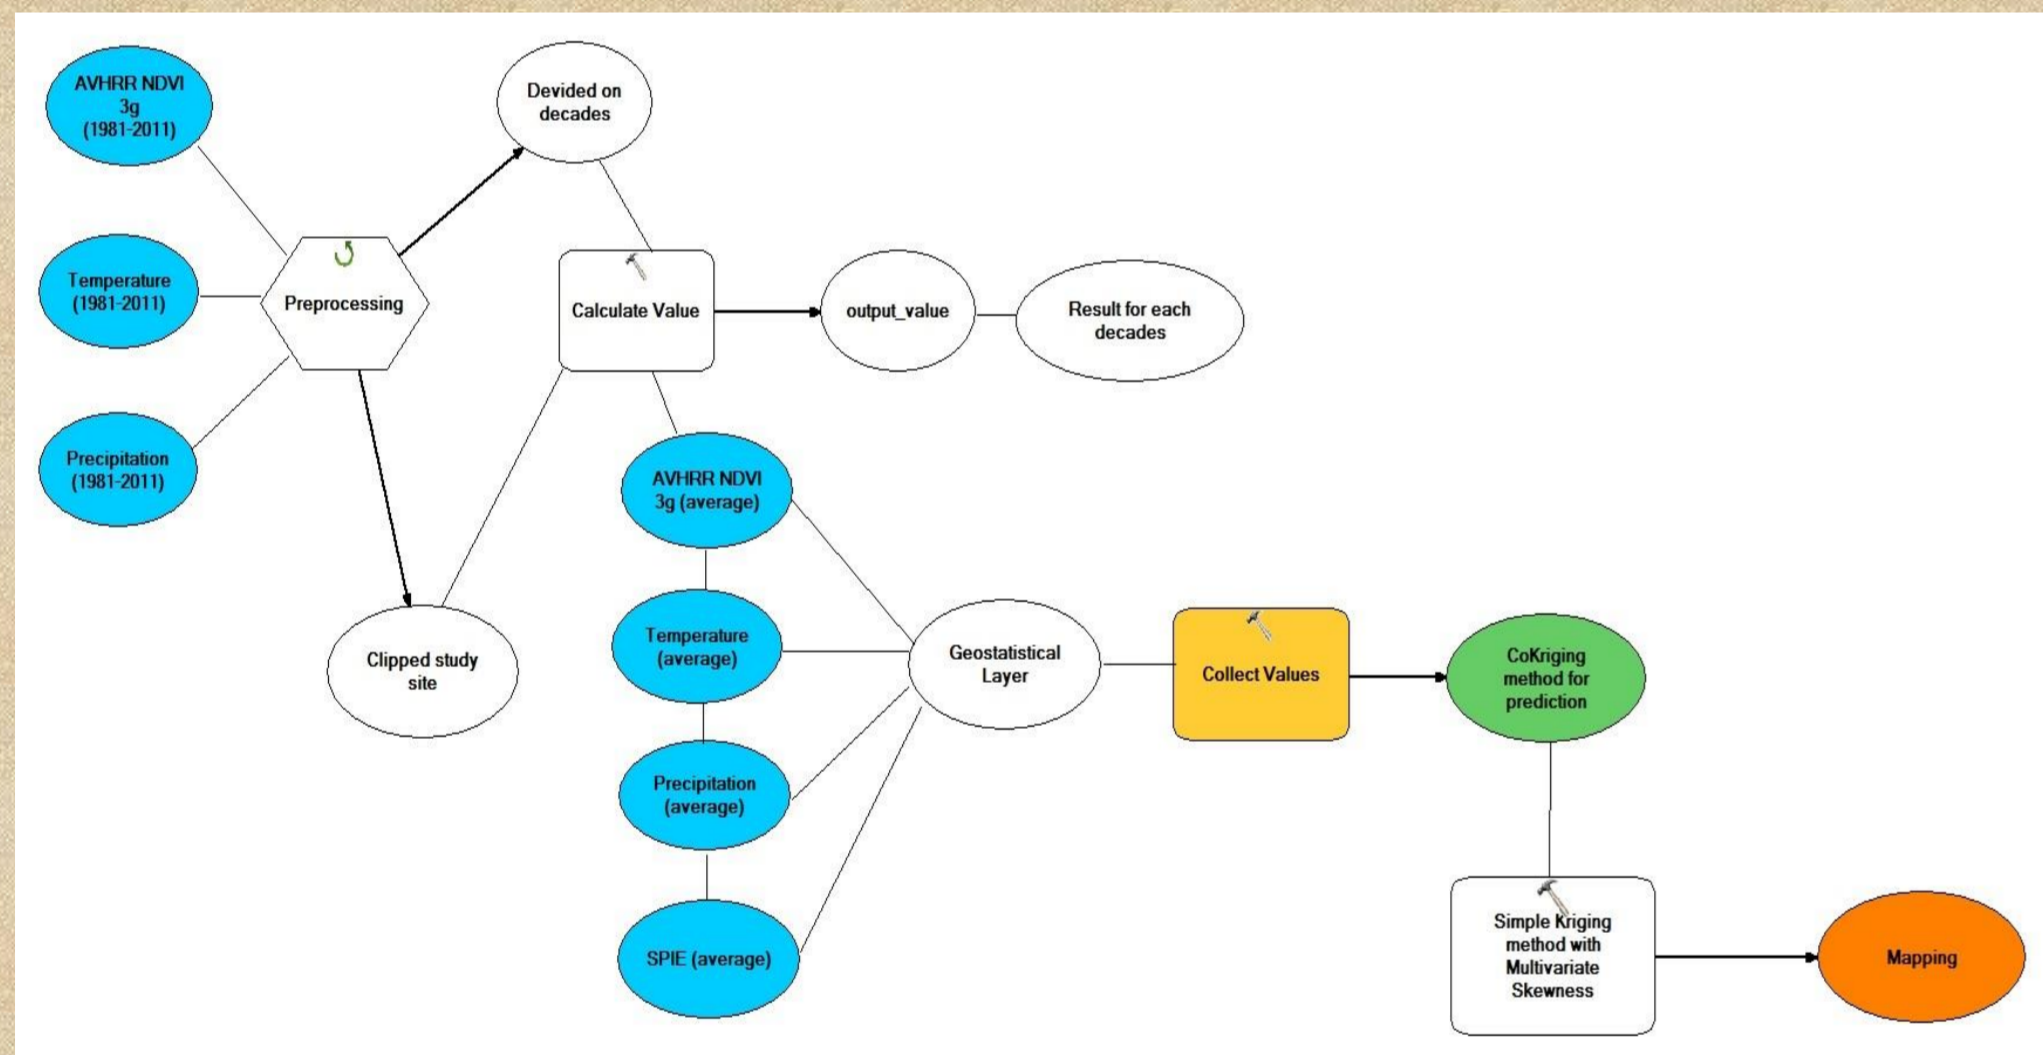 AVHRR NDVI
3g
(1981-2011)
Devided on
decades
Temperature
(1981-2011)
Preprocessing
Calculate Value
output_value
Result for each
decades
Precipitation
(1981-2011)
AVHRR NDVI
3g (average)
Clipped study
site
Temperature
(average)
Geostatistical
Layer
Collect Values
CoKriging
method for
prediction
Precipitation
(average)
SPIE (average)
Simple Kriging
method with
Multivariate
Skewness
Mapping